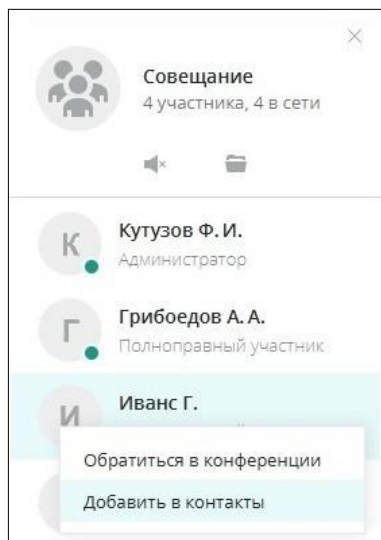 Совещание
4 участника, 4 в сети
К
Кутузов Ф. И.
Администратор
Г
Грибоедов А. А.
Полноправный участник
И
Иванс Г.
Обратиться в конференции
Добавить в контакты